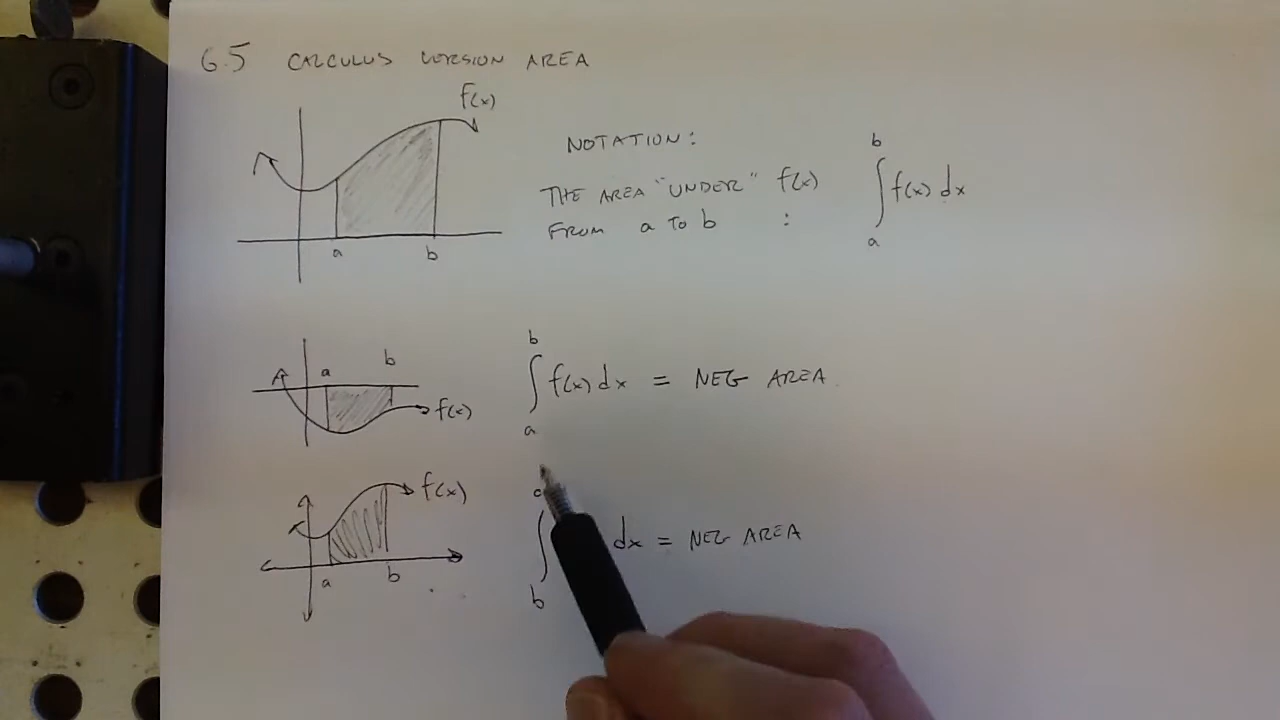 6.5 CALCULUS VERSION AREA
f(x)
a b
NOTATION:
THE AREA "UNDER" f(x)
FROM a TO b :
b
∫ f(x) dx
a
a b
f(x)
b
∫ f(x) dx = NEG AREA
a
f(x)
a b
a
∫ dx = NEG AREA
b